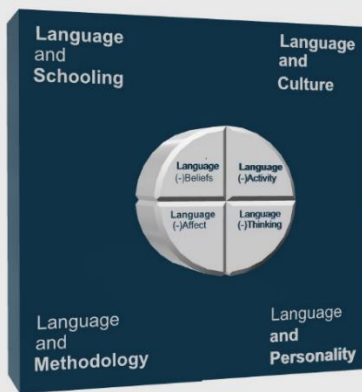 Language
and
Schooling
Language
and
Culture
Language
(-)Beliefs
Language
(-)Activity
Language
(-)Affect
Language
(-)Thinking
Language
and
Methodology
Language
and
Personality